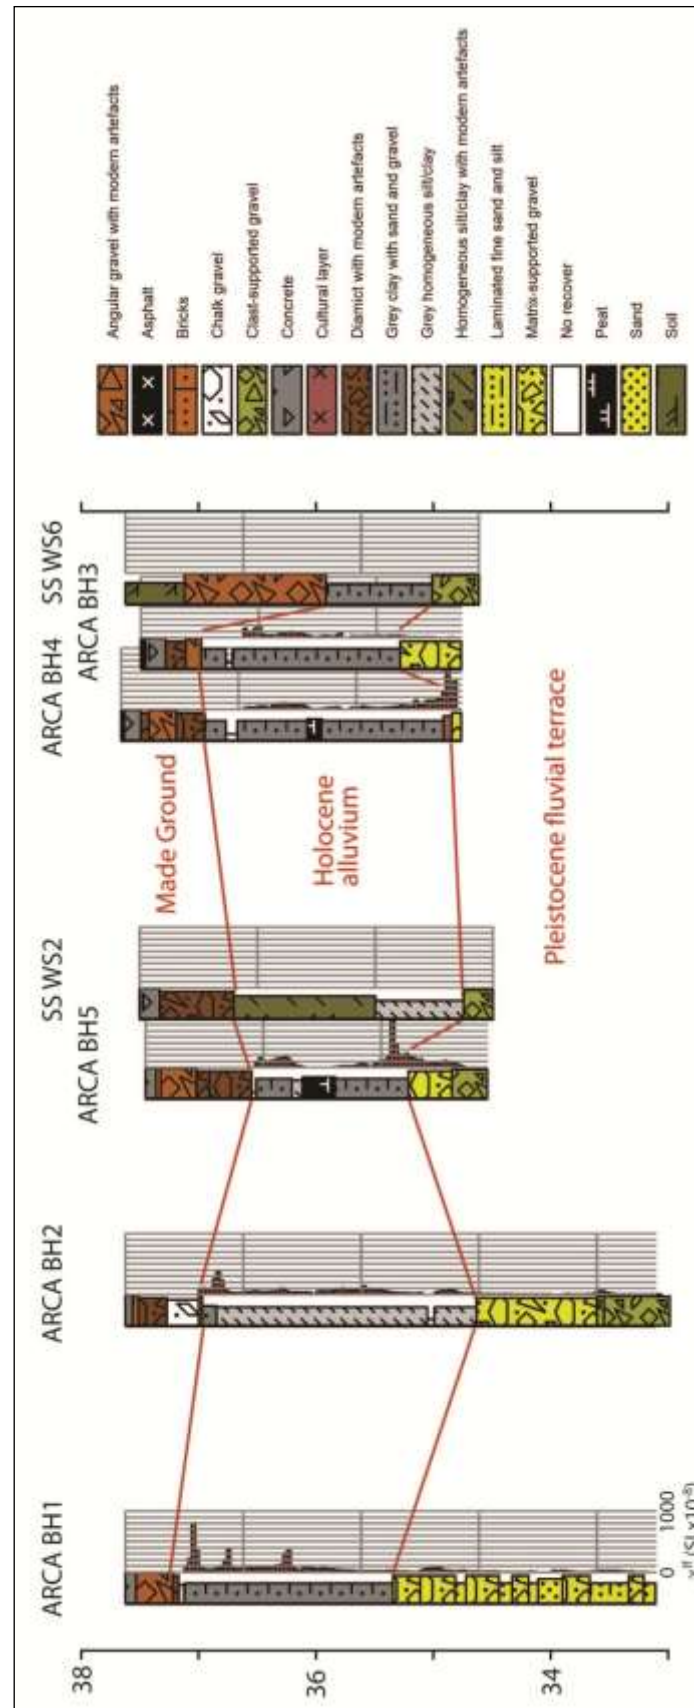 Angular gravel with modern artefacts
Asphalt
Bricks
Chalk gravel
Clast-supported gravel
Concrete
Cultural layer
Diamict with modern artefacts
Grey clay with sand and gravel
Grey homogeneous silt/clay
Homogeneous silt/clay with modern artefacts
Laminated fine sand and silt
Matrix-supported gravel
No recover
Peat
Sand
Soil
ARCA BH1
ARCA BH2
ARCA BH5
SS WS2
ARCA BH4
ARCA BH3
SS WS6
Made Ground
Holocene
alluvium
Pleistocene fluvial terrace
38
36
34
0
1000